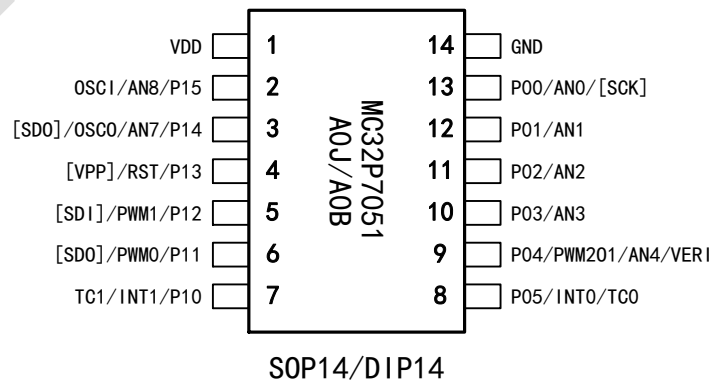 VDD 1 14 GND
OSCI/AN8/P15 2 13 P00/AN0/[SCK]
[SDO]/OSCO/AN7/P14 3 12 P01/AN1
[VPP]/RST/P13 4 11 P02/AN2
[SDI]/PWM1/P12 5 10 P03/AN3
[SDO]/PWM0/P11 6 9 P04/PWM201/AN4/VERI
TC1/INT1/P10 7 8 P05/INT0/TC0
MC32P7051
A0J/A0B
SOP14/DIP14